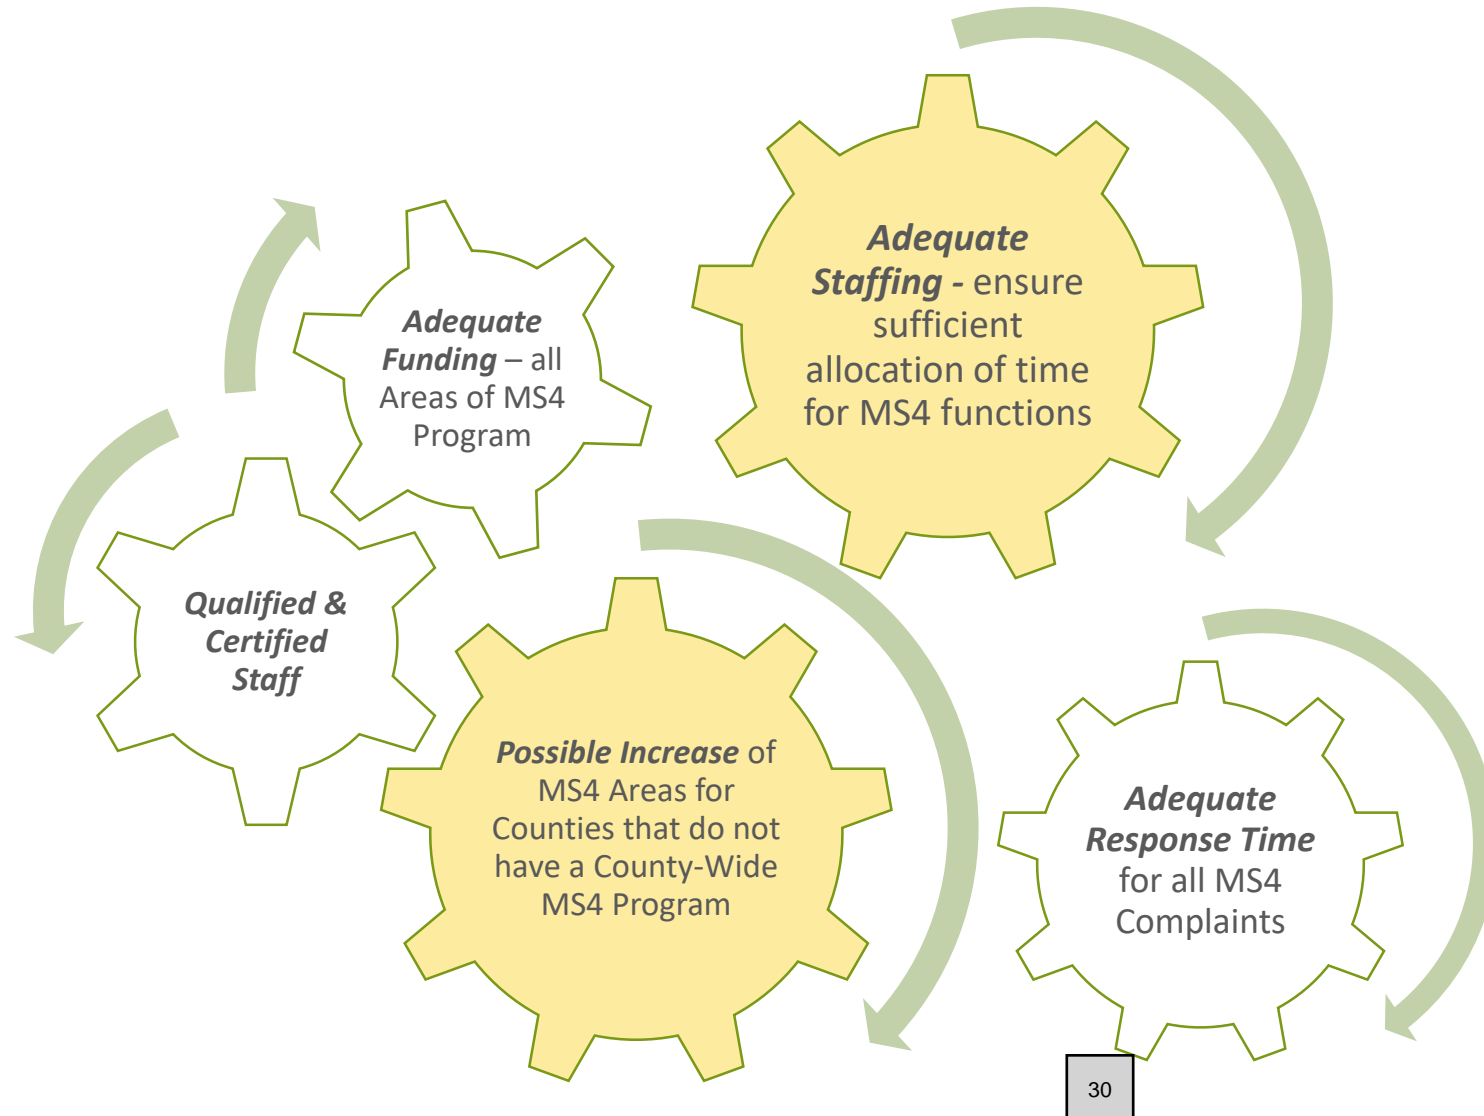 Adequate
Funding – all
Areas of MS4
Program
Adequate
Staffing - ensure
sufficient
allocation of time
for MS4 functions
Qualified &
Certified
Staff
Possible Increase of
MS4 Areas for
Counties that do not
have a County-Wide
MS4 Program
Adequate
Response Time
for all MS4
Complaints
30